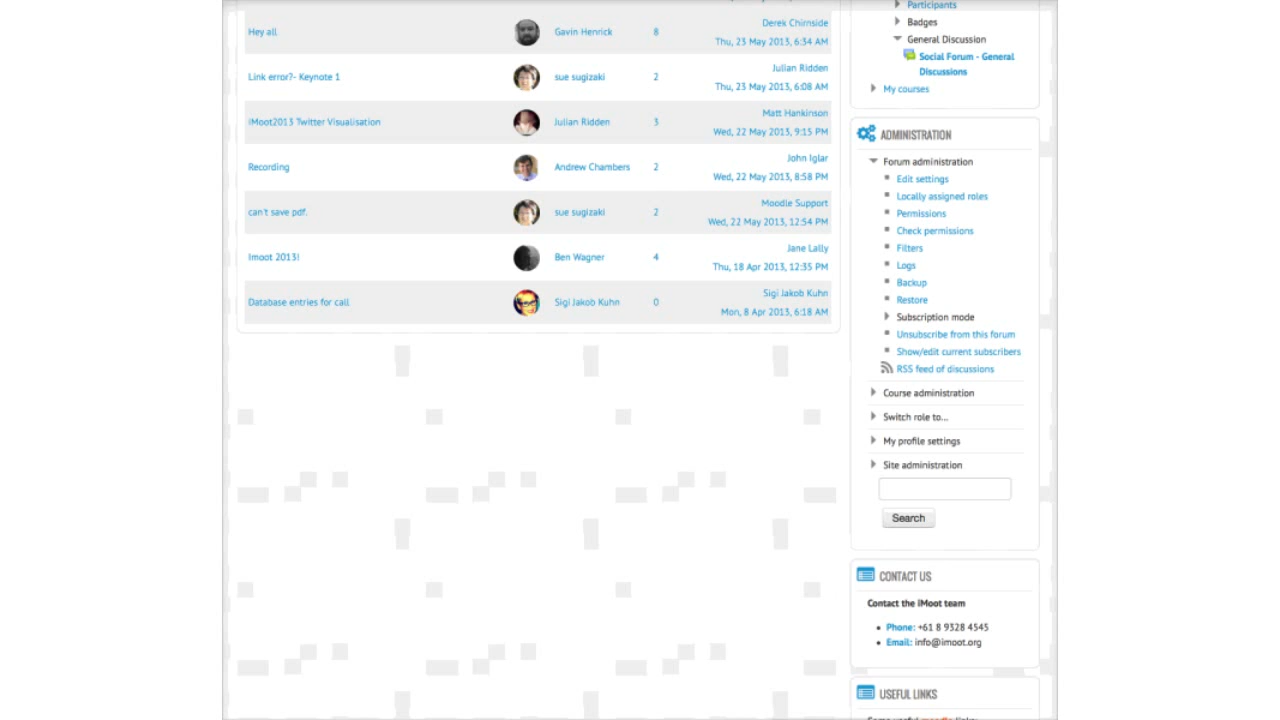 Hey all
Gavin Henrick
8
Derek Chirnside
Thu, 23 May 2013, 6:34 AM
Link error?- Keynote 1
sue sugizaki
2
Julian Ridden
Thu, 23 May 2013, 6:08 AM
iMoot2013 Twitter Visualisation
Julian Ridden
3
Matt Hankinson
Wed, 22 May 2013, 9:15 PM
Recording
Andrew Chambers
2
John Iglar
Wed, 22 May 2013, 8:58 PM
can't save pdf.
sue sugizaki
2
Moodle Support
Wed, 22 May 2013, 12:54 PM
Imoot 2013!
Ben Wagner
4
Jane Lally
Thu, 18 Apr 2013, 12:35 PM
Database entries for call
Sigi Jakob Kuhn
0
Sigi Jakob Kuhn
Mon, 8 Apr 2013, 6:18 AM
Participants
Badges
General Discussion
Social Forum - General
Discussions
My courses
ADMINISTRATION
Forum administration
Edit settings
Locally assigned roles
Permissions
Check permissions
Filters
Logs
Backup
Restore
Subscription mode
Unsubscribe from this forum
Show/edit current subscribers
RSS feed of discussions
Course administration
Switch role to...
My profile settings
Site administration
Search
CONTACT US
Contact the iMoot team
Phone: +61 8 9328 4545
Email: info@imoot.org
USEFUL LINKS
Some useful moodle links: